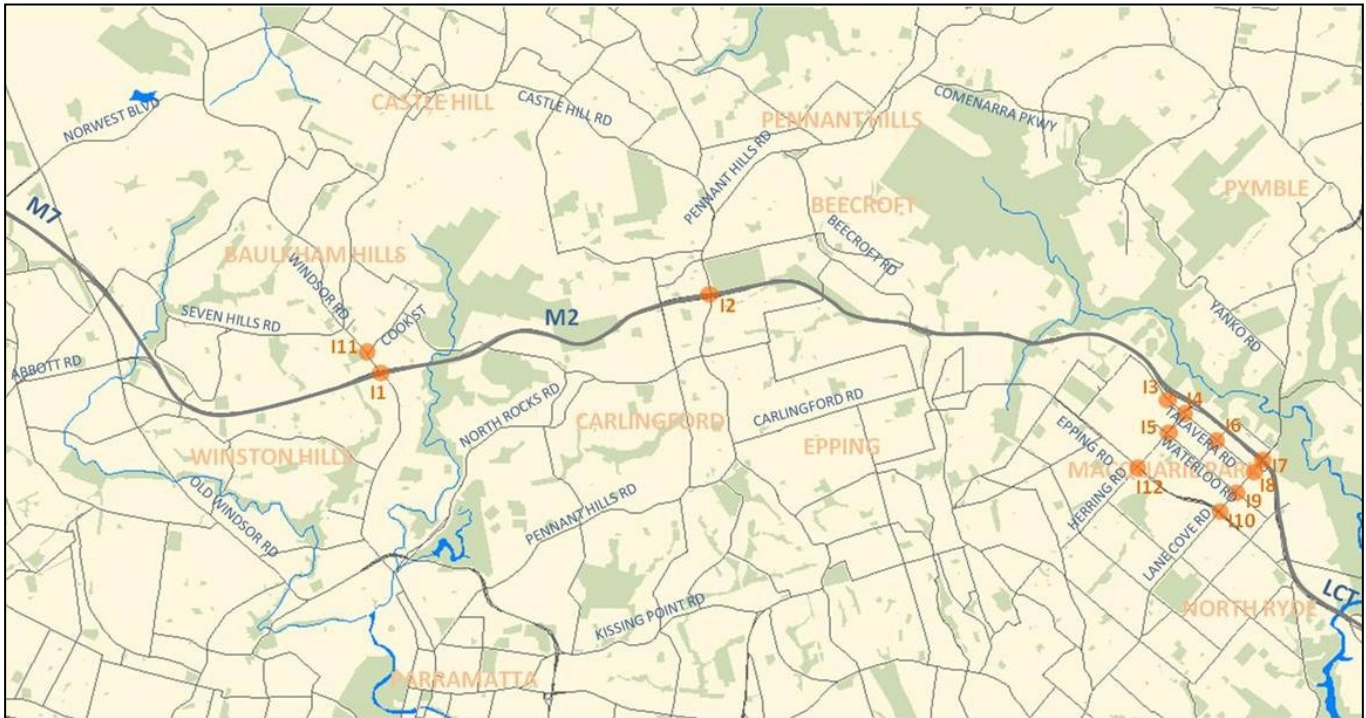 CASTLE HILL
CASTLE HILL RD
COMENARRA PKWY
NORWEST BLVD
PENNANT HILLS
PENNANT HILLS RD
PYMBLE
BEECROFT
M7
BEECROFT RD
BAULKHAM HILLS
WINDSOR RD
I2
YANKO RD
SEVEN HILLS RD
COOK ST
M2
I11
ABBOTT RD
I1
I3
I4
TALAVERA RD
NORTH ROCKS RD
CARLINGFORD
CARLINGFORD RD
EPPING
I5
I6
EPPING RD
WATERLOO RD
WINSTON HILLS
MACQUARIE PARK
I7
I12
I8
HERRING RD
I9
OLD WINDSOR RD
PENNANT HILLS RD
I10
LANE COVE RD
LCT
KISSING POINT RD
NORTH RYDE
PARRAMATTA